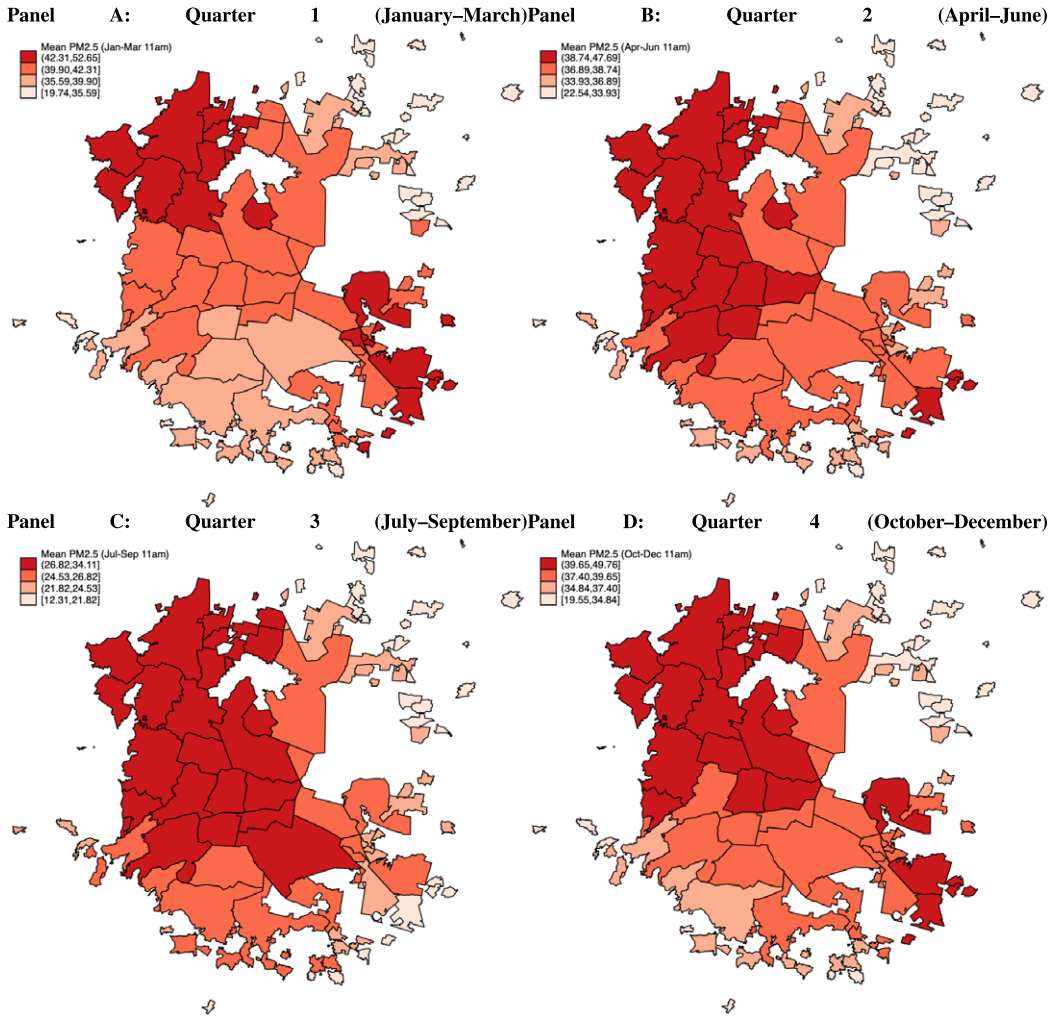 Panel A: Quarter 1 (January–March)
Mean PM2.5 (Jan-Mar 11am)
(42.31,52.65]
(39.90,42.31]
(35.59,39.90]
[19.74,35.59]
Panel B: Quarter 2 (April–June)
Mean PM2.5 (Apr-Jun 11am)
(38.74,47.69]
(36.89,38.74]
(33.93,36.89]
[22.54,33.93]
Panel C: Quarter 3 (July–September)
Mean PM2.5 (Jul-Sep 11am)
(26.82,34.11]
(24.53,26.82]
(21.82,24.53]
[12.31,21.82]
Panel D: Quarter 4 (October–December)
Mean PM2.5 (Oct-Dec 11am)
(39.65,49.76]
(37.40,39.65]
(34.84,37.40]
[19.55,34.84]